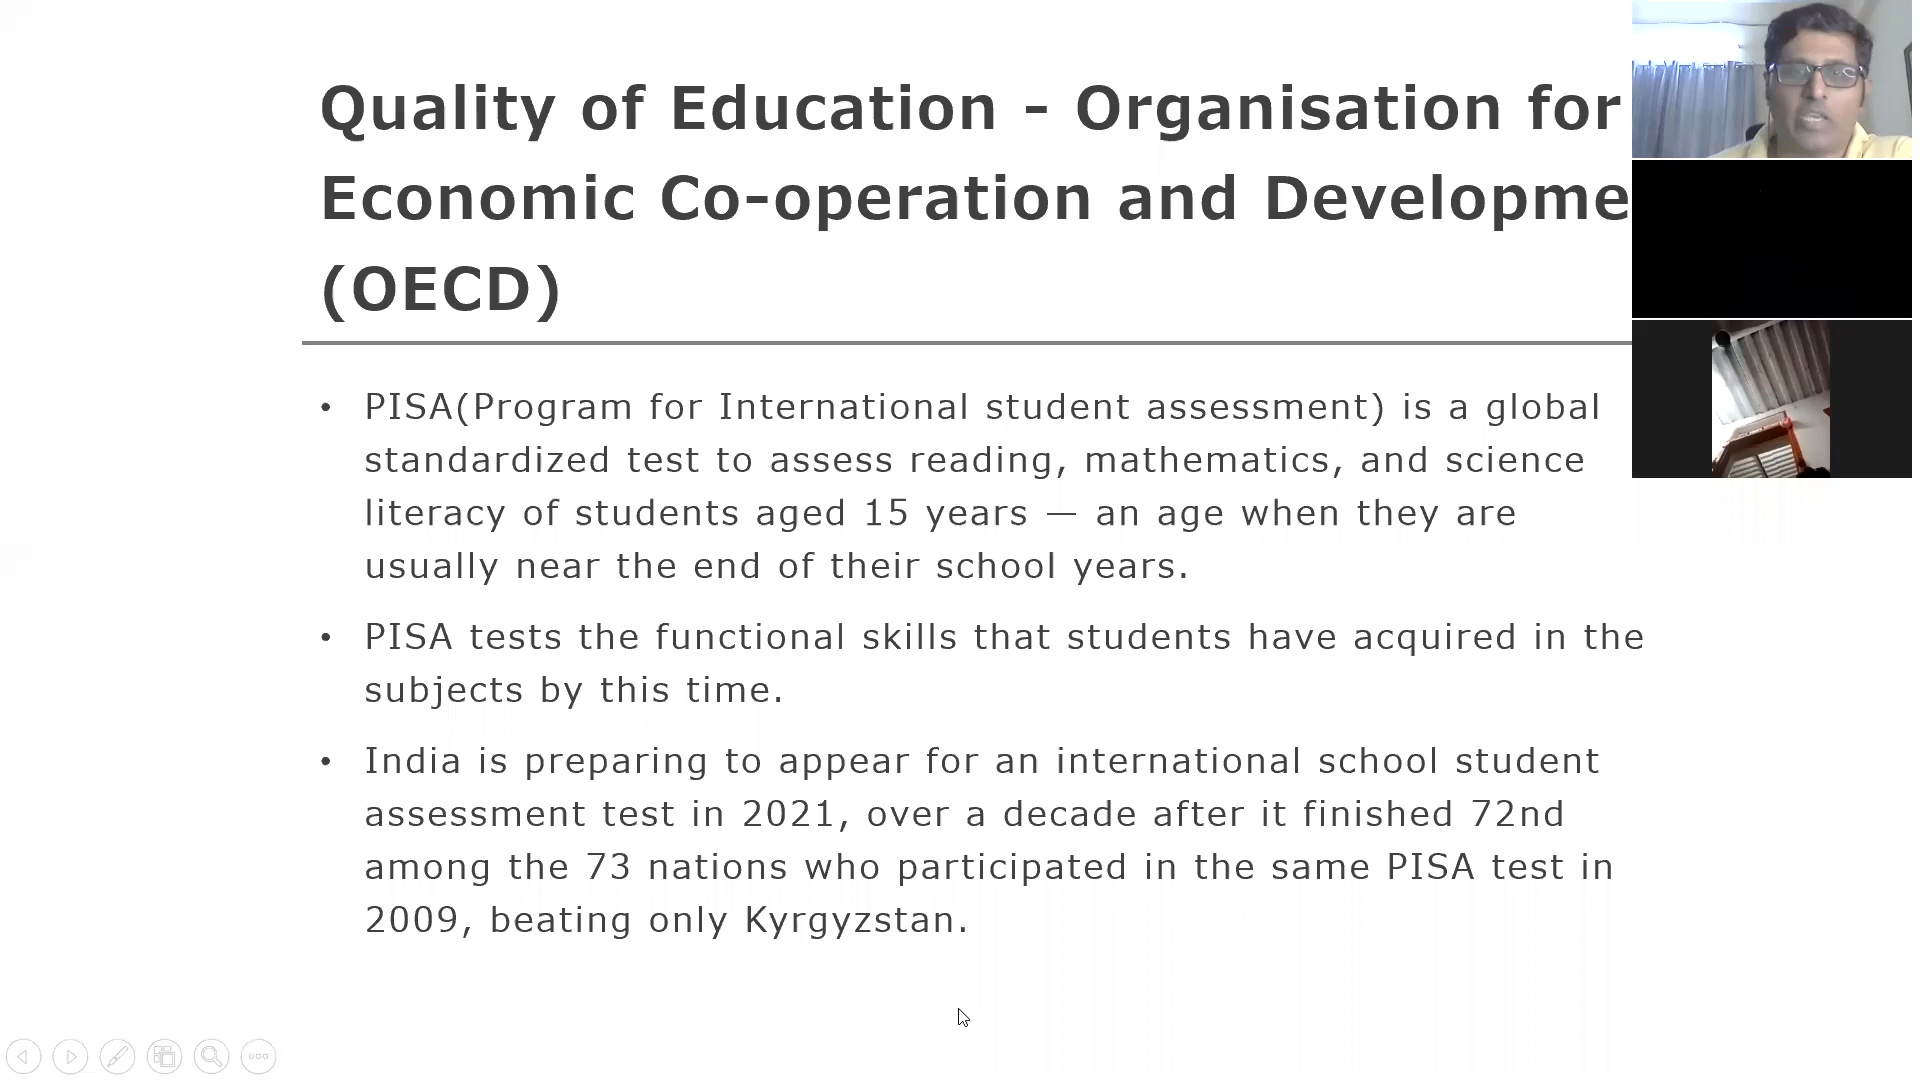 Quality of Education - Organisation for
Economic Co-operation and Developme
(OECD)
• PISA(Program for International student assessment) is a global
standardized test to assess reading, mathematics, and science
literacy of students aged 15 years — an age when they are
usually near the end of their school years.
• PISA tests the functional skills that students have acquired in the
subjects by this time.
• India is preparing to appear for an international school student
assessment test in 2021, over a decade after it finished 72nd
among the 73 nations who participated in the same PISA test in
2009, beating only Kyrgyzstan.